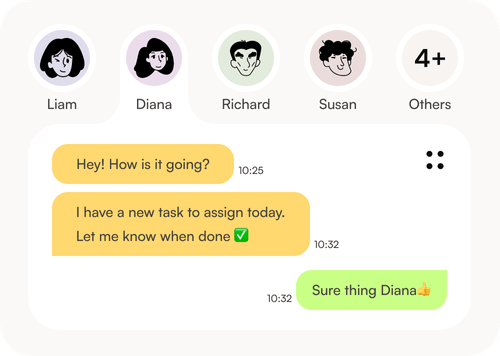 4+
Liam
Diana
Richard
Susan
Others
Hey! How is it going?
10:25
I have a new task to assign today.
Let me know when done ✅
10:32
Sure thing Diana👍
10:32